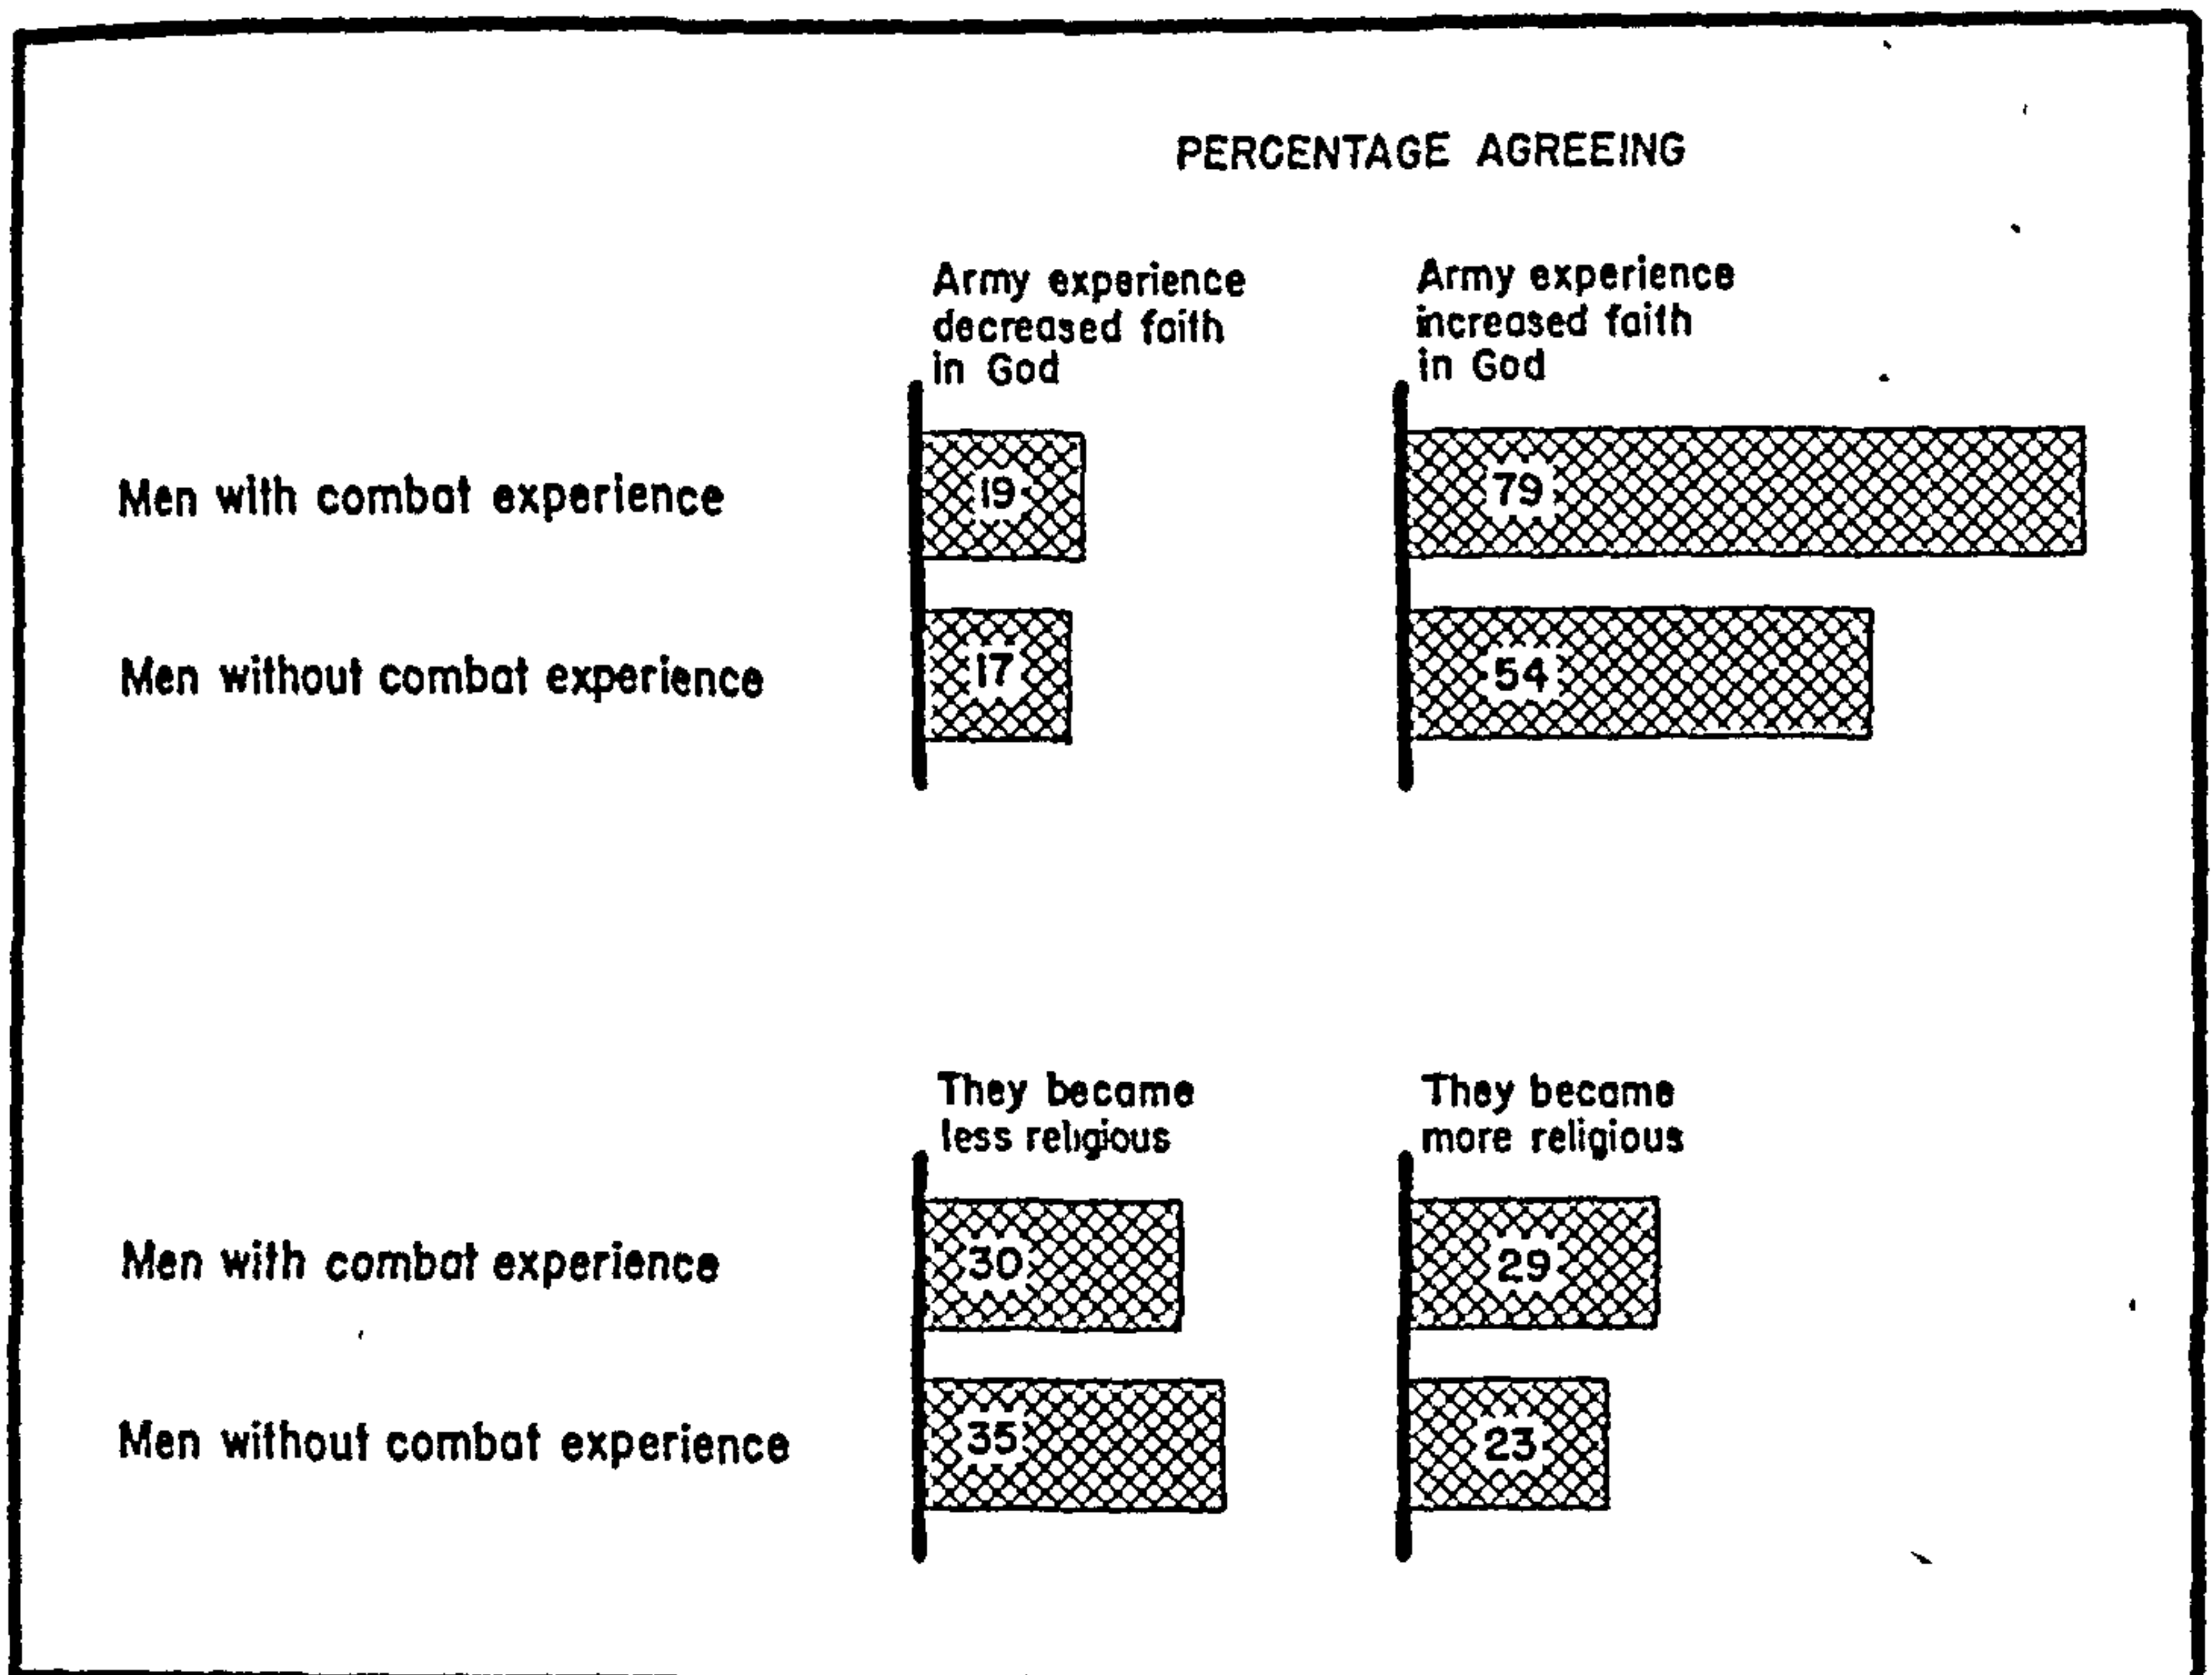 PERCENTAGE AGREEING
Army experience
decreased faith
in God
Army experience
increased faith
in God
Men with combat experience
19
79
Men without combat experience
17
54
They became
less religious
They became
more religious
Men with combat experience
30
29
Men without combat experience
35
23